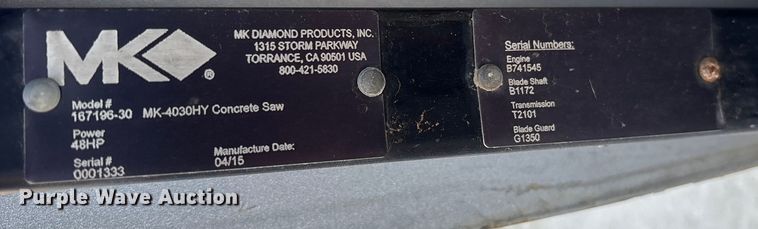 MK®
MK DIAMOND PRODUCTS, INC.
1315 STORM PARKWAY
TORRANCE, CA 90501 USA
800-421-5830
Model #
167196-30 MK-4030HY Concrete Saw
Power
48HP
Serial #
0001333
Manufacture Date:
04/15
Serial Numbers:
Engine
B741545
Blade Shaft
B1172
Transmission
T2101
Blade Guard
G1350
Purple Wave Auction